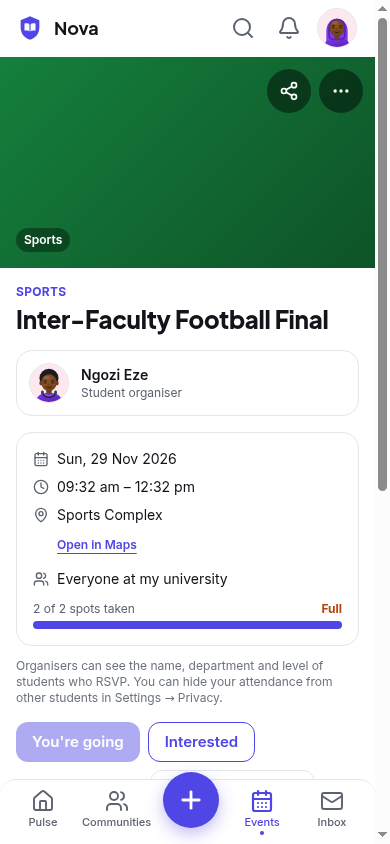 Nova
Sports
SPORTS
Inter-Faculty Football Final
Ngozi Eze
Student organiser
Sun, 29 Nov 2026
09:32 am – 12:32 pm
Sports Complex
Open in Maps
Everyone at my university
2 of 2 spots taken
Full
Organisers can see the name, department and level of
students who RSVP. You can hide your attendance from
other students in Settings → Privacy.
You're going
Interested
Pulse
Communities
Events
Inbox